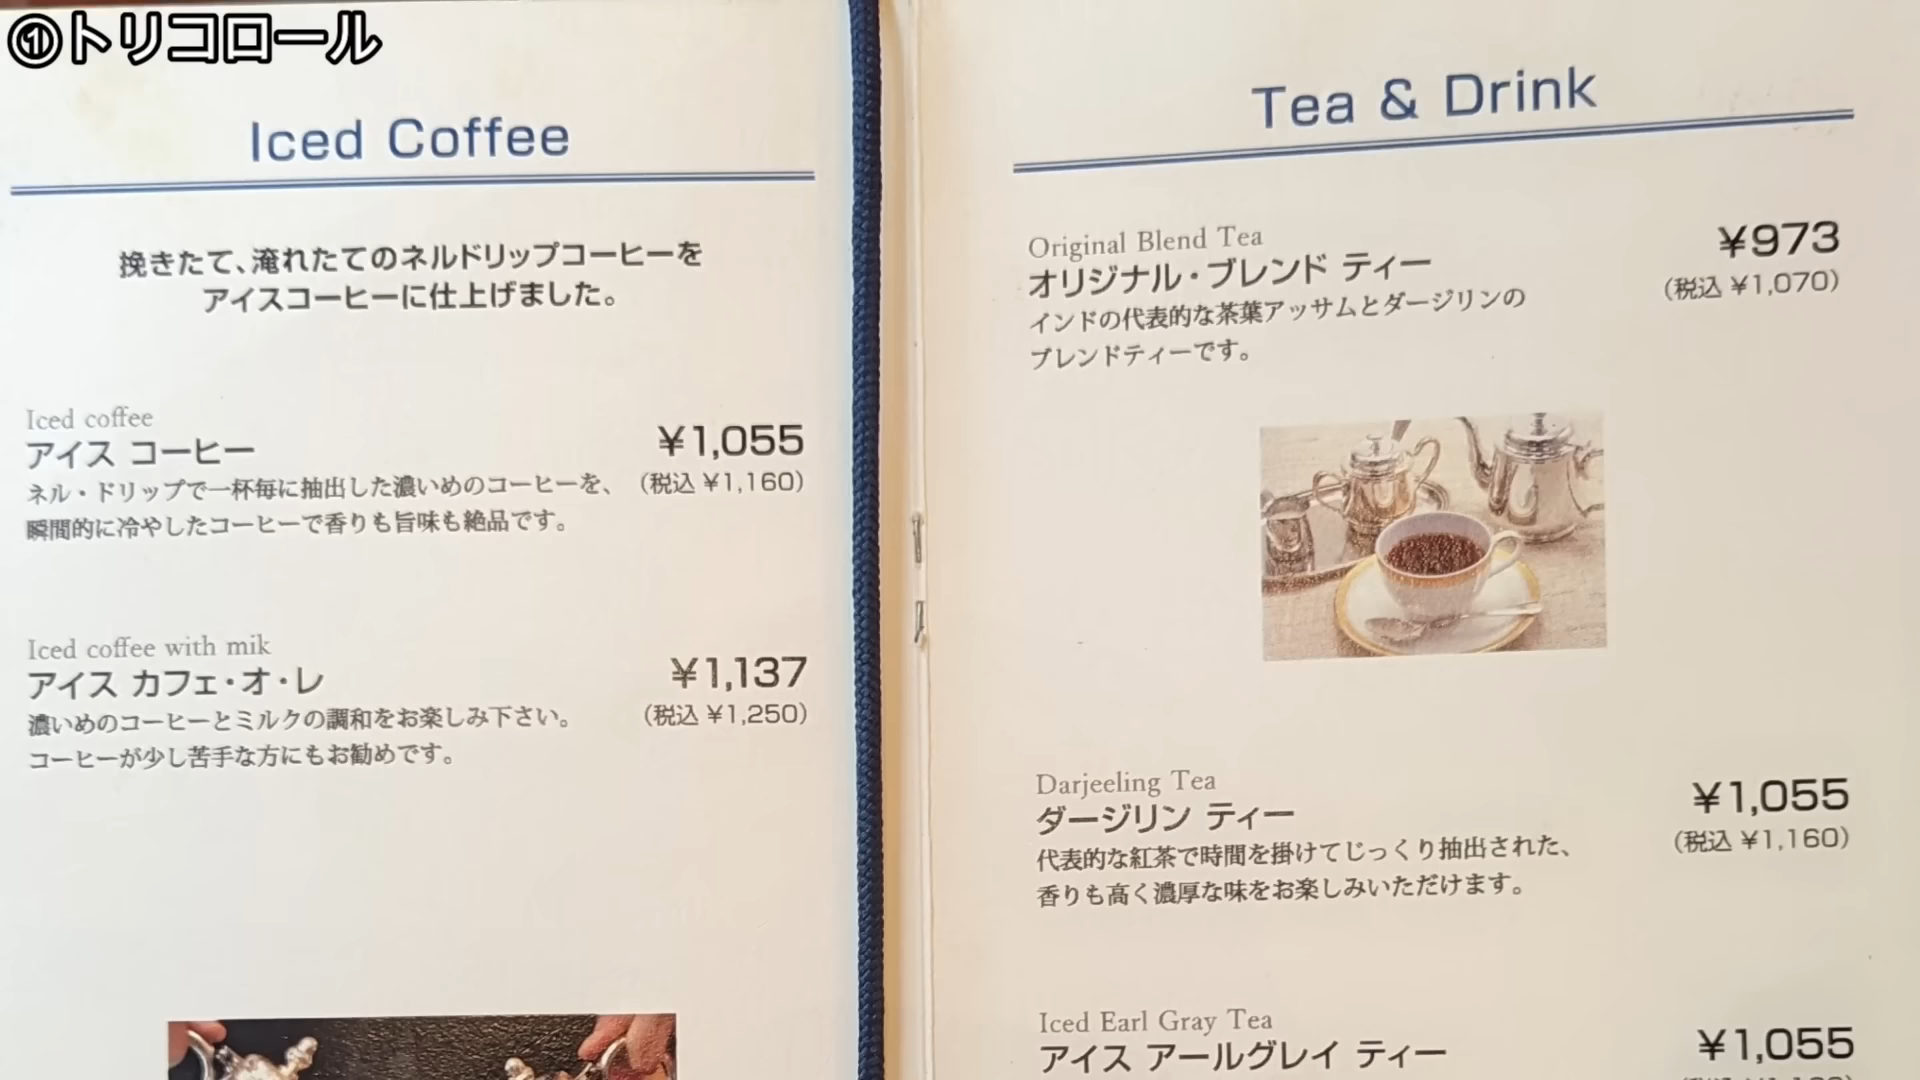 ①トリコロール
Iced Coffee
挽きたて、淹れたてのネルドリップコーヒーを
アイスコーヒーに仕上げました。
Iced coffee
アイス コーヒー
¥1,055
ネル・ドリップで一杯毎に抽出した濃いめのコーヒーを、
(税込 ¥1,160)
瞬間的に冷やしたコーヒーで香りも旨味も絶品です。
Iced coffee with mik
アイス カフェ・オ・レ
¥1,137
濃いめのコーヒーとミルクの調和をお楽しみ下さい。
(税込 ¥1,250)
コーヒーが少し苦手な方にもお勧めです。
Tea & Drink
Original Blend Tea
オリジナル・ブレンド ティー
¥973
(税込 ¥1,070)
インドの代表的な茶葉アッサムとダージリンの
ブレンドティーです。
Darjeeling Tea
ダージリン ティー
¥1,055
(税込 ¥1,160)
代表的な紅茶で時間を掛けてじっくり抽出された、
香りも高く濃厚な味をお楽しみいただけます。
Iced Earl Gray Tea
アイス アールグレイ ティー
¥1,055